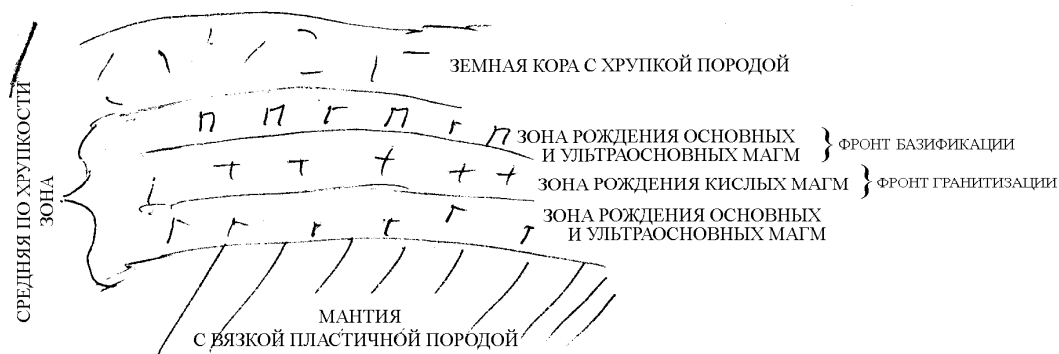 ЗЕМНАЯ КОРА С ХРУПКОЙ ПОРОДОЙ
СРЕДНЯЯ ПО ХРУПКОСТИ
ЗОНА
ЗОНА РОЖДЕНИЯ ОСНОВНЫХ
И УЛЬТРАОСНОВНЫХ МАГМ
ФРОНТ БАЗИФИКАЦИИ
ЗОНА РОЖДЕНИЯ КИСЛЫХ МАГМ
ФРОНТ ГРАНИТИЗАЦИИ
ЗОНА РОЖДЕНИЯ ОСНОВНЫХ
И УЛЬТРАОСНОВНЫХ МАГМ
МАНТИЯ
С ВЯЗКОЙ ПЛАСТИЧНОЙ ПОРОДОЙ